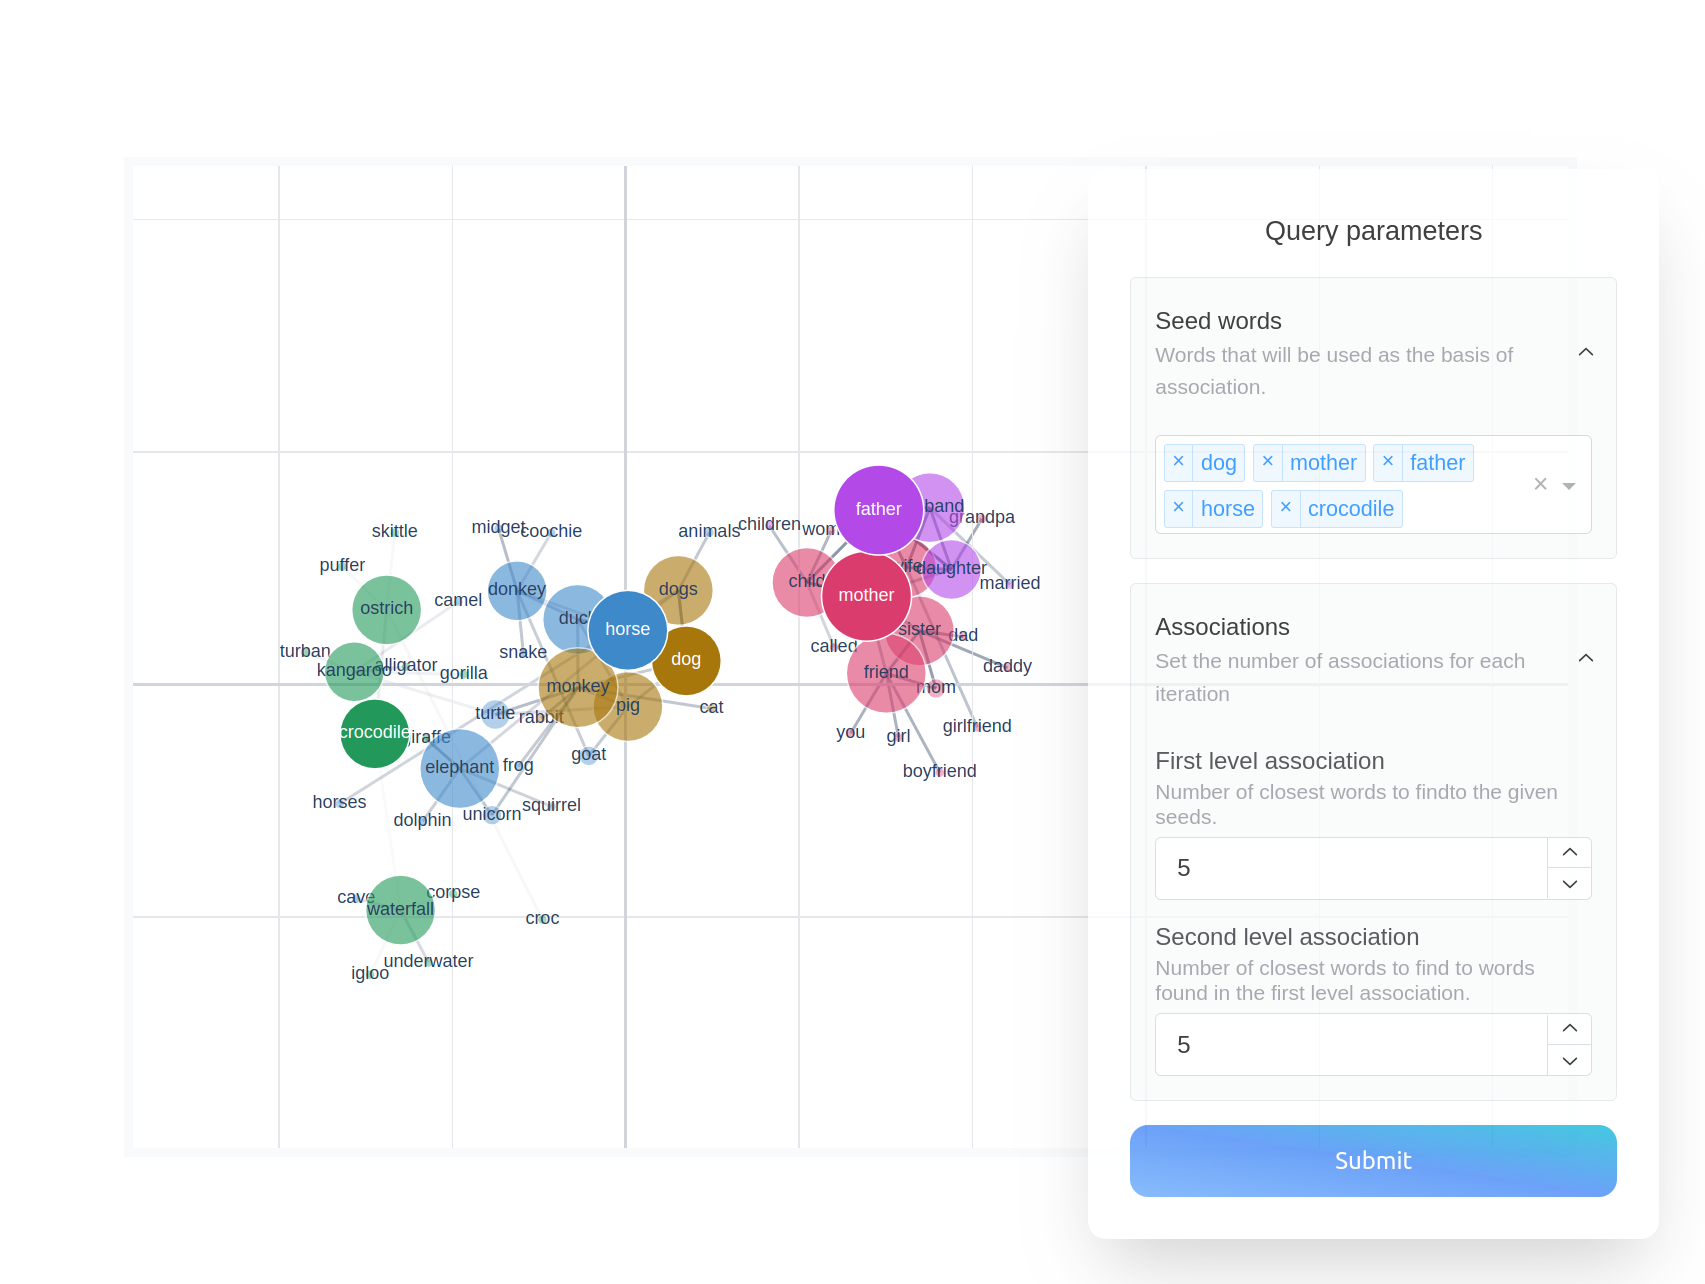 Query parameters
Seed words
Words that will be used as the basis of
association.
× dog × mother × father
× horse × crocodile
×
Associations
Set the number of associations for each
iteration
First level association
Number of closest words to findto the given
seeds.
5
Second level association
Number of closest words to find to words
found in the first level association.
5
Submit
father
band
grandpa
skittle
midget
coochie
animals
children
puffer
child
daughter
married
ostrich
camel
donkey
dogs
mother
horse
sister
dad
called
turban
kangaroo
alligator
gorilla
snake
dog
friend
daddy
mom
monkey
pig
cat
turtle
rabbit
you
girl
girlfriend
crocodile
elephant
frog
goat
boyfriend
horses
dolphin
unicorn
squirrel
cave
waterfall
corpse
croc
igloo
underwater